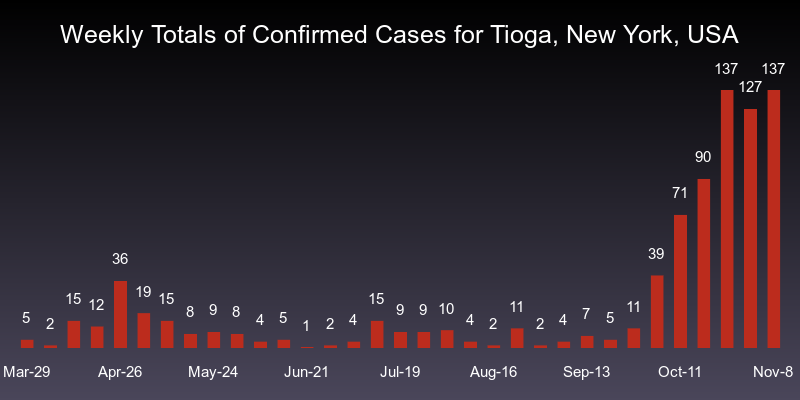 Weekly Totals of Confirmed Cases for Tioga, New York, USA
5 2 15 12 36 19 15 8 9 8 4 5 1 2 4 15 9 9 10 4 2 11 2 4 7 5 11 39 71 90 137 127 137
Mar-29 Apr-26 May-24 Jun-21 Jul-19 Aug-16 Sep-13 Oct-11 Nov-8